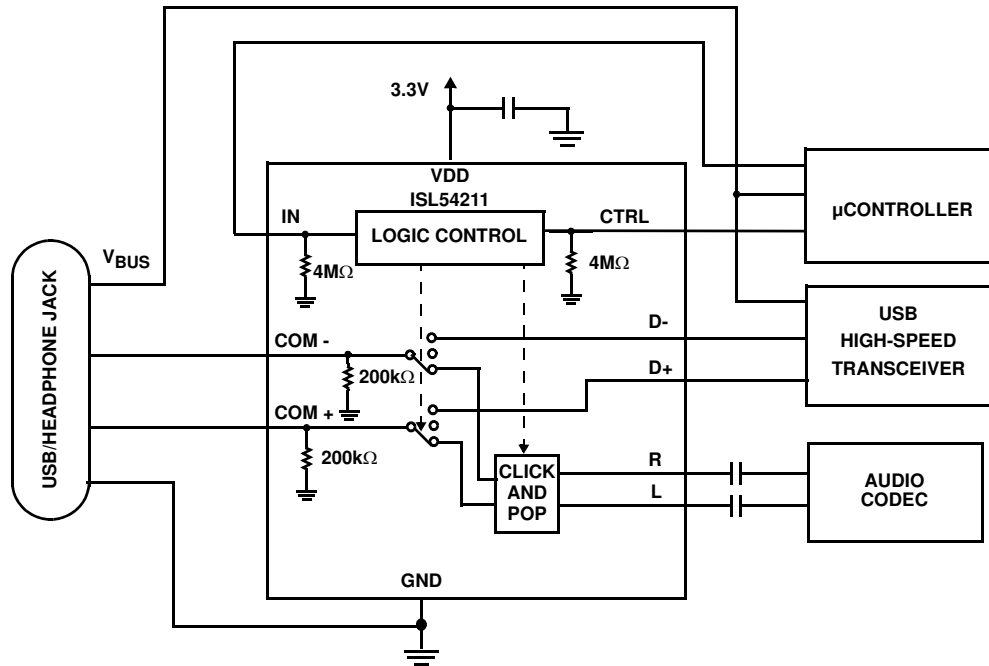 3.3V
VDD
ISL54211
IN
LOGIC CONTROL
CTRL
4MΩ
4MΩ
µCONTROLLER
VBUS
USB/HEADPHONE JACK
COM -
200kΩ
COM +
200kΩ
D-
D+
USB
HIGH-SPEED
TRANSCEIVER
CLICK
AND
POP
R
L
AUDIO
CODEC
GND